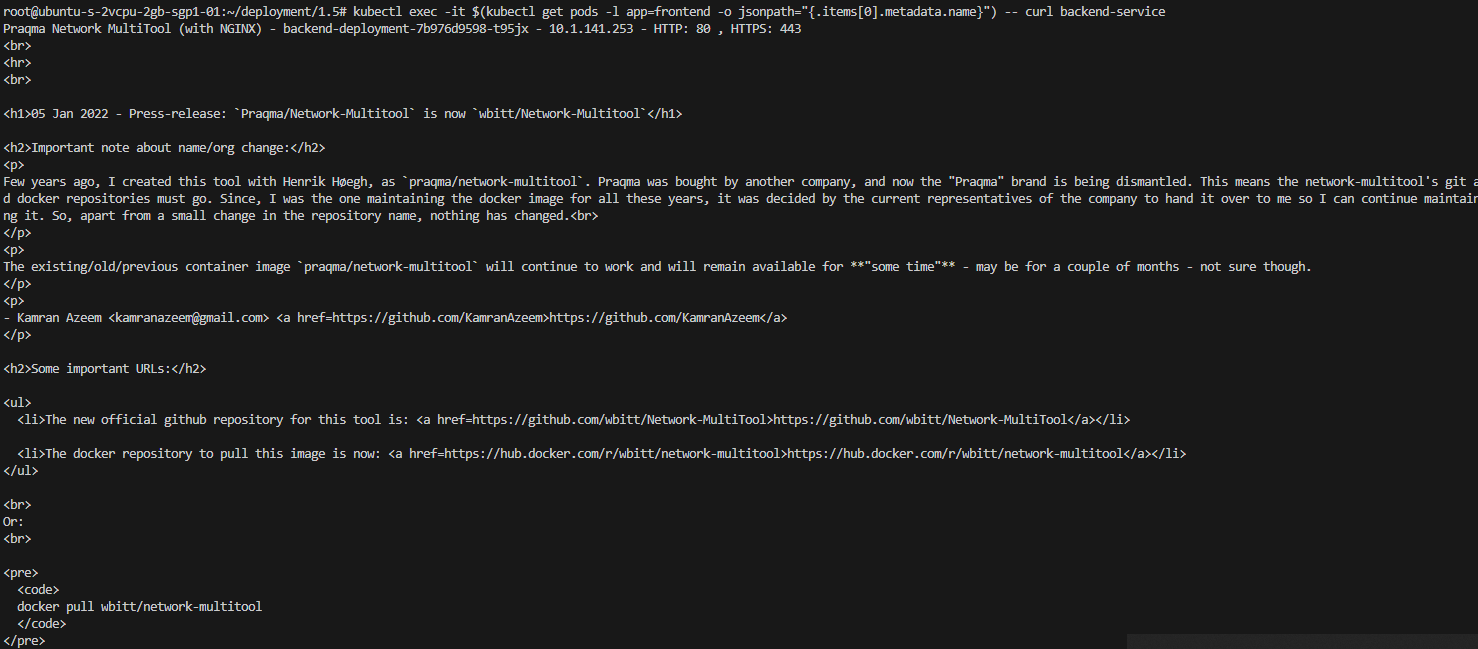 root@ubuntu-s-2vcpu-2gb-sgp1-01:~/deployment/1.5# kubectl exec -it $(kubectl get pods -l app=frontend -o jsonpath="{.items[0].metadata.name}") -- curl backend-service
Praqma Network MultiTool (with NGINX) - backend-deployment-7b976d9598-t95jx - 10.1.141.253 - HTTP: 80 , HTTPS: 443
<br>
<hr>
<br>
<h1>05 Jan 2022 - Press-release: `Praqma/Network-Multitool` is now `wbitt/Network-Multitool`</h1>
<h2>Important note about name/org change:</h2>
<p>
Few years ago, I created this tool with Henrik Høegh, as `praqma/network-multitool`. Praqma was bought by another company, and now the "Praqma" brand is being dismantled. This means the network-multitool's git a
d docker repositories must go. Since, I was the one maintaining the docker image for all these years, it was decided by the current representatives of the company to hand it over to me so I can continue maintain
ng it. So, apart from a small change in the repository name, nothing has changed.<br>
</p>
<p>
The existing/old/previous container image `praqma/network-multitool` will continue to work and will remain available for **"some time"** - may be for a couple of months - not sure though.
</p>
<p>
- Kamran Azeem <kamranazeem@gmail.com> <a href=https://github.com/KamranAzeem>https://github.com/KamranAzeem</a>
</p>
<h2>Some important URLs:</h2>
<ul>
<li>The new official github repository for this tool is: <a href=https://github.com/wbitt/Network-MultiTool>https://github.com/wbitt/Network-MultiTool</a></li>
<li>The docker repository to pull this image is now: <a href=https://hub.docker.com/r/wbitt/network-multitool>https://hub.docker.com/r/wbitt/network-multitool</a></li>
</ul>
<br>
Or:
<br>
<pre>
<code>
docker pull wbitt/network-multitool
</code>
</pre>